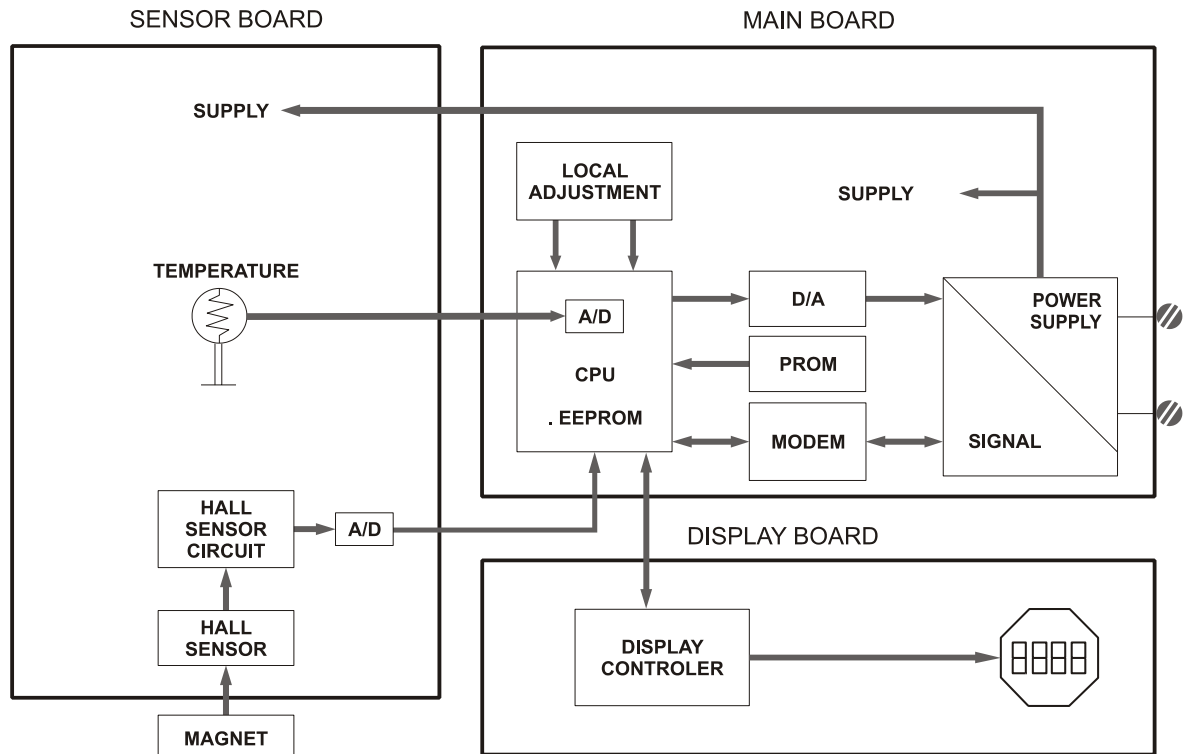 SENSOR BOARD
MAIN BOARD
SUPPLY
LOCAL
ADJUSTMENT
SUPPLY
TEMPERATURE
A/D
CPU
. EEPROM
D/A
PROM
MODEM
POWER
SUPPLY
SIGNAL
HALL
SENSOR
CIRCUIT
A/D
HALL
SENSOR
MAGNET
DISPLAY BOARD
DISPLAY
CONTROLER
8888